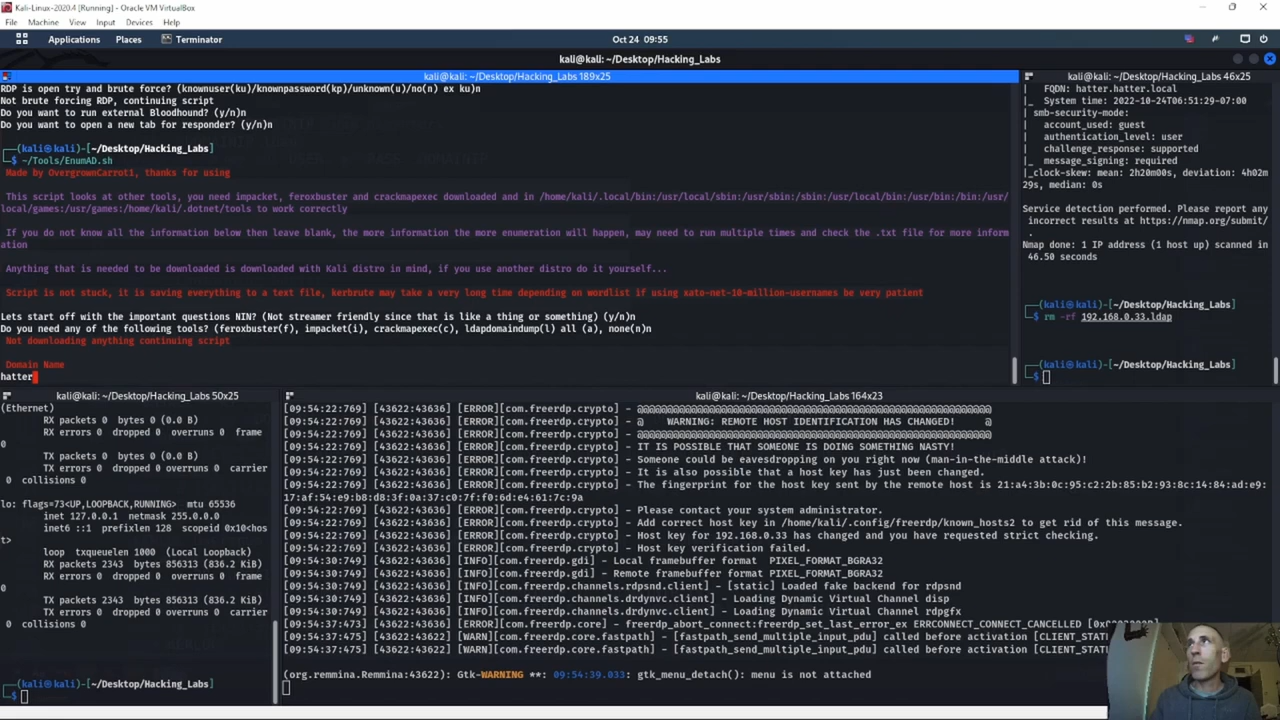 Kali-Linux-2020.4 [Running] - Oracle VM VirtualBox
File Machine View Input Devices Help
Applications Places Terminator
Oct 24 09:55
kali@kali: ~/Desktop/Hacking_Labs
kali@kali: ~/Desktop/Hacking_Labs 189x25
RDP is open try and brute force? (knownuser(ku)/knownpassword(kp)/unknown(u)/no(n) ex ku)n
Not brute forcing RDP, continuing script
Do you want to run external Bloodhound? (y/n)n
Do you want to open a new tab for responder? (y/n)n
┌──(kali㉿kali)-[~/Desktop/Hacking_Labs]
└─$ ~/Tools/EnumAD.sh
Made by OvergrownCarrot1, thanks for using
This script looks at other tools, you need impacket, feroxbuster and crackmapexec downloaded and in /home/kali/.local/bin:/usr/local/sbin:/usr/sbin:/sbin:/usr/local/bin:/usr/bin:/bin:/usr/
local/games:/usr/games:/home/kali/.dotnet/tools to work correctly
If you do not know all the information below then leave blank, the more information the more enumeration will happen, may need to run multiple times and check the .txt file for more inform
ation
Anything that is needed to be downloaded is downloaded with Kali distro in mind, if you use another distro do it yourself...
Script is not stuck, it is saving everything to a text file, kerbrute may take a very long time depending on wordlist if using xato-net-10-million-usernames be very patient
Lets start off with the important questions NIN? (Not streamer friendly since that is like a thing or something) (y/n)n
Do you need any of the following tools? (feroxbuster(f), impacket(i), crackmapexec(c), ldapdomaindump(l) all (a), none(n)n
Not downloading anything continuing script
Domain Name
hatter
kali@kali: ~/Desktop/Hacking_Labs 46x25
| FQDN: hatter.hatter.local
|_ System time: 2022-10-24T06:51:29-07:00
| smb-security-mode:
| account_used: guest
| authentication_level: user
| challenge_response: supported
|_ message_signing: required
|_clock-skew: mean: 2h20m00s, deviation: 4h02m
29s, median: 0s
Service detection performed. Please report any
incorrect results at https://nmap.org/submit/
.
Nmap done: 1 IP address (1 host up) scanned in
46.50 seconds
┌──(kali㉿kali)-[~/Desktop/Hacking_Labs]
└─$ rm -rf 192.168.0.33.ldap
┌──(kali㉿kali)-[~/Desktop/Hacking_Labs]
└─$
kali@kali: ~/Desktop/Hacking_Labs 50x25
(Ethernet)
RX packets 0 bytes 0 (0.0 B)
RX errors 0 dropped 0 overruns 0 frame
0
TX packets 0 bytes 0 (0.0 B)
TX errors 0 dropped 0 overruns 0 carrier
0 collisions 0
lo: flags=73<UP,LOOPBACK,RUNNING> mtu 65536
inet 127.0.0.1 netmask 255.0.0.0
inet6 ::1 prefixlen 128 scopeid 0x10<hos
t>
loop txqueuelen 1000 (Local Loopback)
RX packets 2343 bytes 856313 (836.2 KiB)
RX errors 0 dropped 0 overruns 0 frame
0
TX packets 2343 bytes 856313 (836.2 KiB)
TX errors 0 dropped 0 overruns 0 carrier
0 collisions 0
┌──(kali㉿kali)-[~/Desktop/Hacking_Labs]
└─$
kali@kali: ~/Desktop/Hacking_Labs 164x23
[09:54:22:769] [43622:43636] [ERROR][com.freerdp.crypto] - @@@@@@@@@@@@@@@@@@@@@@@@@@@@@@@@@@@@@@@@@@@@@@@@@@@@@@@@@@@
[09:54:22:769] [43622:43636] [ERROR][com.freerdp.crypto] - @ WARNING: REMOTE HOST IDENTIFICATION HAS CHANGED! @
[09:54:22:769] [43622:43636] [ERROR][com.freerdp.crypto] - @@@@@@@@@@@@@@@@@@@@@@@@@@@@@@@@@@@@@@@@@@@@@@@@@@@@@@@@@@@
[09:54:22:769] [43622:43636] [ERROR][com.freerdp.crypto] - IT IS POSSIBLE THAT SOMEONE IS DOING SOMETHING NASTY!
[09:54:22:769] [43622:43636] [ERROR][com.freerdp.crypto] - Someone could be eavesdropping on you right now (man-in-the-middle attack)!
[09:54:22:769] [43622:43636] [ERROR][com.freerdp.crypto] - It is also possible that a host key has just been changed.
[09:54:22:769] [43622:43636] [ERROR][com.freerdp.crypto] - The fingerprint for the host key sent by the remote host is 21:a4:3b:0c:95:c2:2b:85:b2:93:8c:14:84:ad:e9:
17:af:54:e9:b8:d8:3f:0a:37:c0:7f:f0:6d:e4:61:7c:9a
[09:54:22:769] [43622:43636] [ERROR][com.freerdp.crypto] - Please contact your system administrator.
[09:54:22:769] [43622:43636] [ERROR][com.freerdp.crypto] - Add correct host key in /home/kali/.config/freerdp/known_hosts2 to get rid of this message.
[09:54:22:769] [43622:43636] [ERROR][com.freerdp.crypto] - Host key for 192.168.0.33 has changed and you have requested strict checking.
[09:54:22:769] [43622:43636] [ERROR][com.freerdp.crypto] - Host key verification failed.
[09:54:30:749] [43622:43636] [INFO][com.freerdp.gdi] - Local framebuffer format PIXEL_FORMAT_BGRA32
[09:54:30:749] [43622:43636] [INFO][com.freerdp.gdi] - Remote framebuffer format PIXEL_FORMAT_BGRA32
[09:54:30:749] [43622:43636] [INFO][com.freerdp.channels.rdpsnd.client] - [static] Loaded fake backend for rdpsnd
[09:54:30:749] [43622:43636] [INFO][com.freerdp.channels.drdynvc.client] - Loading Dynamic Virtual Channel disp
[09:54:30:749] [43622:43636] [INFO][com.freerdp.channels.drdynvc.client] - Loading Dynamic Virtual Channel rdpgfx
[09:54:37:475] [43622:43636] [ERROR][com.freerdp.core] - freerdp_abort_connect:freerdp_set_last_error_ex ERRCONNECT_CONNECT_CANCELLED
[09:54:37:475] [43622:43622] [WARN][com.freerdp.core.fastpath] - [fastpath_send_multiple_input_pdu] called before activation [CLIENT_STAT
[09:54:37:475] [43622:43622] [WARN][com.freerdp.core.fastpath] - [fastpath_send_multiple_input_pdu] called before activation [CLIENT_STAT
(org.remmina.Remmina:43622): Gtk-WARNING **: 09:54:39.033: gtk_menu_detach(): menu is not attached